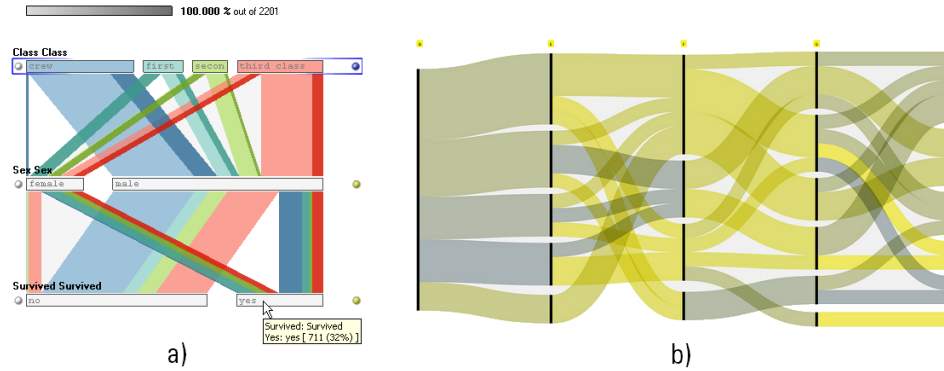 100.000 % out of 2201
Class Class
crew
first
secon
third class
Sex Sex
female
male
Survived Survived
no
yes
Survived: Survived
Yes: yes [ 711 (32%) ]
a)
b)